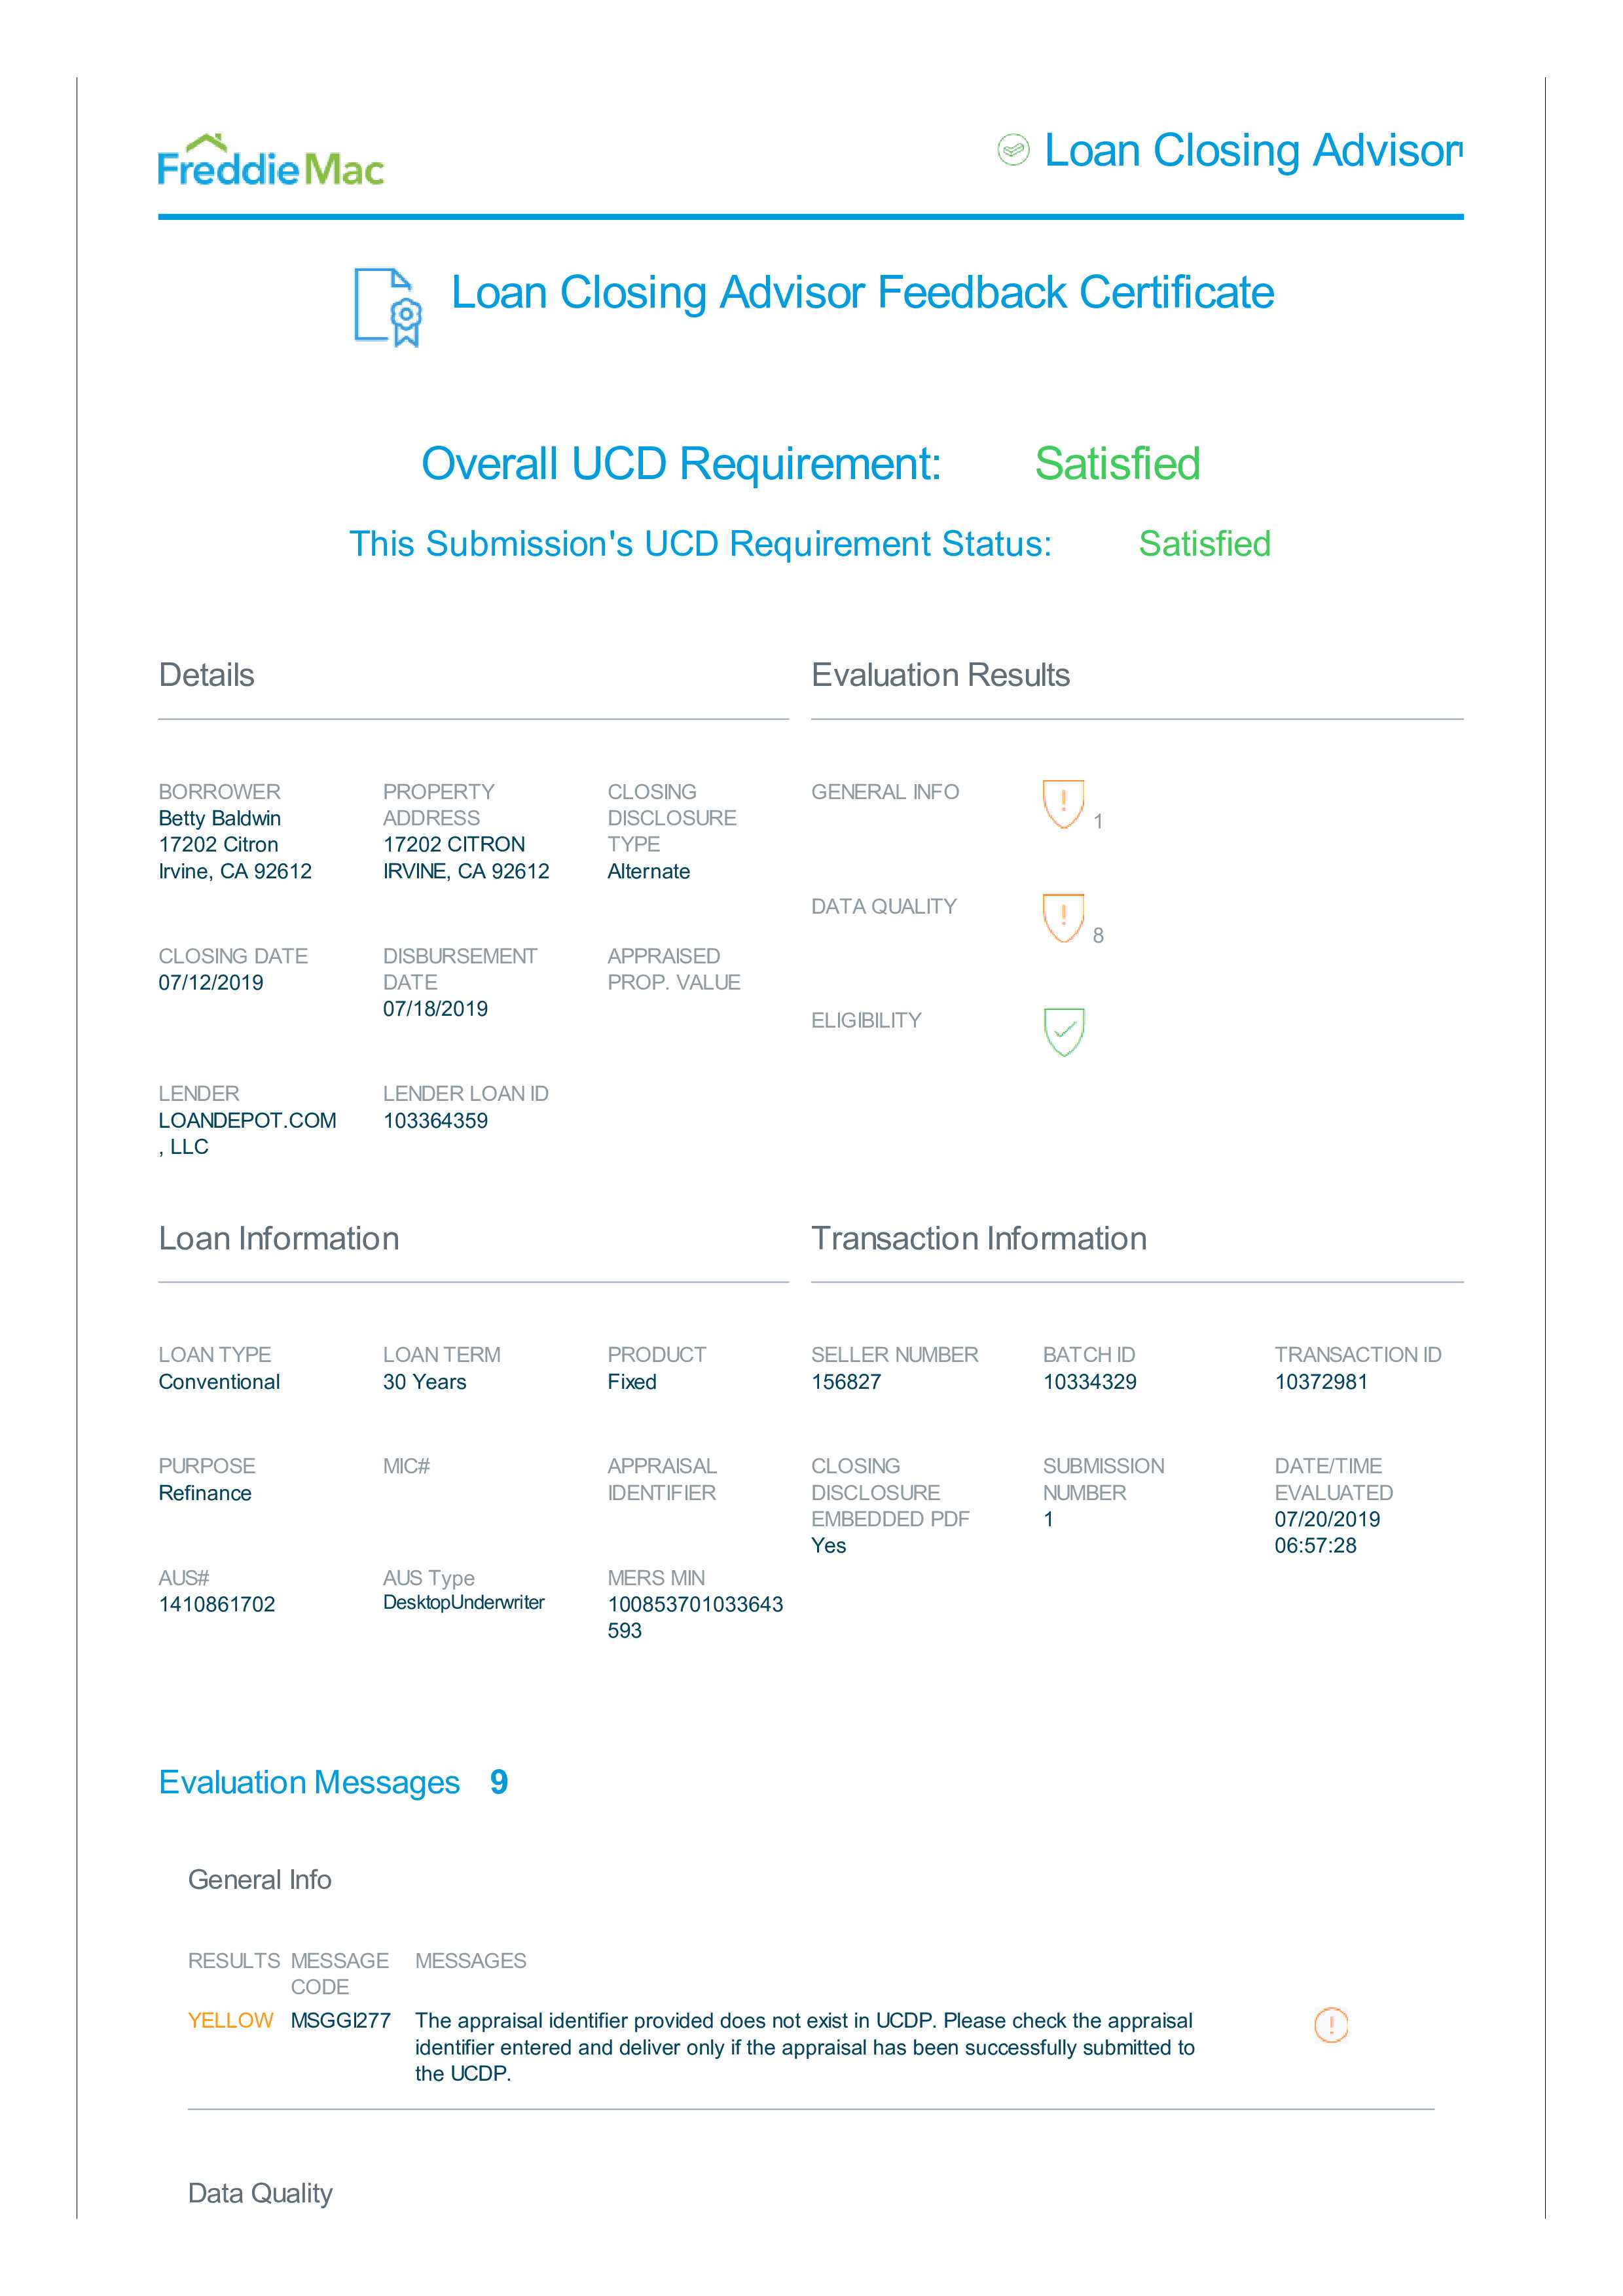 FreddieMac
Loan Closing Advisor
Loan Closing Advisor Feedback Certificate
Overall UCD Requirement: Satisfied
This Submission's UCD Requirement Status: Satisfied
Details
BORROWER
Betty Baldwin
17202 Citron
Irvine, CA 92612
PROPERTY
ADDRESS
17202 CITRON
IRVINE, CA 92612
CLOSING
DISCLOSURE
TYPE
Alternate
CLOSING DATE
07/12/2019
DISBURSEMENT
DATE
07/18/2019
APPRAISED
PROP. VALUE
LENDER
LOANDEPOT.COM
, LLC
LENDER LOAN ID
103364359
Evaluation Results
GENERAL INFO
1
DATA QUALITY
8
ELIGIBILITY
Loan Information
LOAN TYPE
Conventional
LOAN TERM
30 Years
PRODUCT
Fixed
PURPOSE
Refinance
MIC#
APPRAISAL
IDENTIFIER
AUS#
1410861702
AUS Type
DesktopUnderwriter
MERS MIN
100853701033643
593
Transaction Information
SELLER NUMBER
156827
BATCH ID
10334329
TRANSACTION ID
10372981
CLOSING
DISCLOSURE
EMBEDDED PDF
Yes
SUBMISSION
NUMBER
1
DATE/TIME
EVALUATED
07/20/2019
06:57:28
Evaluation Messages 9
General Info
RESULTS
MESSAGE
CODE
MESSAGES
YELLOW
MSGGI277
The appraisal identifier provided does not exist in UCDP. Please check the appraisal
identifier entered and deliver only if the appraisal has been successfully submitted to
the UCDP.
Data Quality